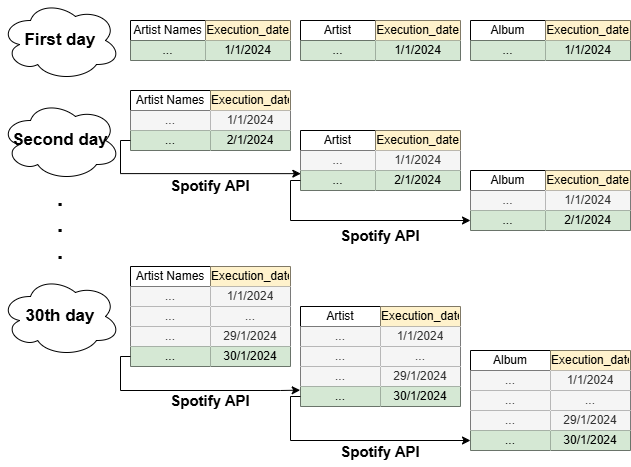 First day
Artist Names Execution_date
... 1/1/2024
Artist Execution_date
... 1/1/2024
Album Execution_date
... 1/1/2024
Second day
Artist Names Execution_date
... 1/1/2024
... 2/1/2024
Spotify API
Artist Execution_date
... 1/1/2024
... 2/1/2024
Spotify API
Album Execution_date
... 1/1/2024
... 2/1/2024
.
.
.
30th day
Artist Names Execution_date
... 1/1/2024
... ...
... 29/1/2024
... 30/1/2024
Spotify API
Artist Execution_date
... 1/1/2024
... ...
... 29/1/2024
... 30/1/2024
Spotify API
Album Execution_date
... 1/1/2024
... ...
... 29/1/2024
... 30/1/2024